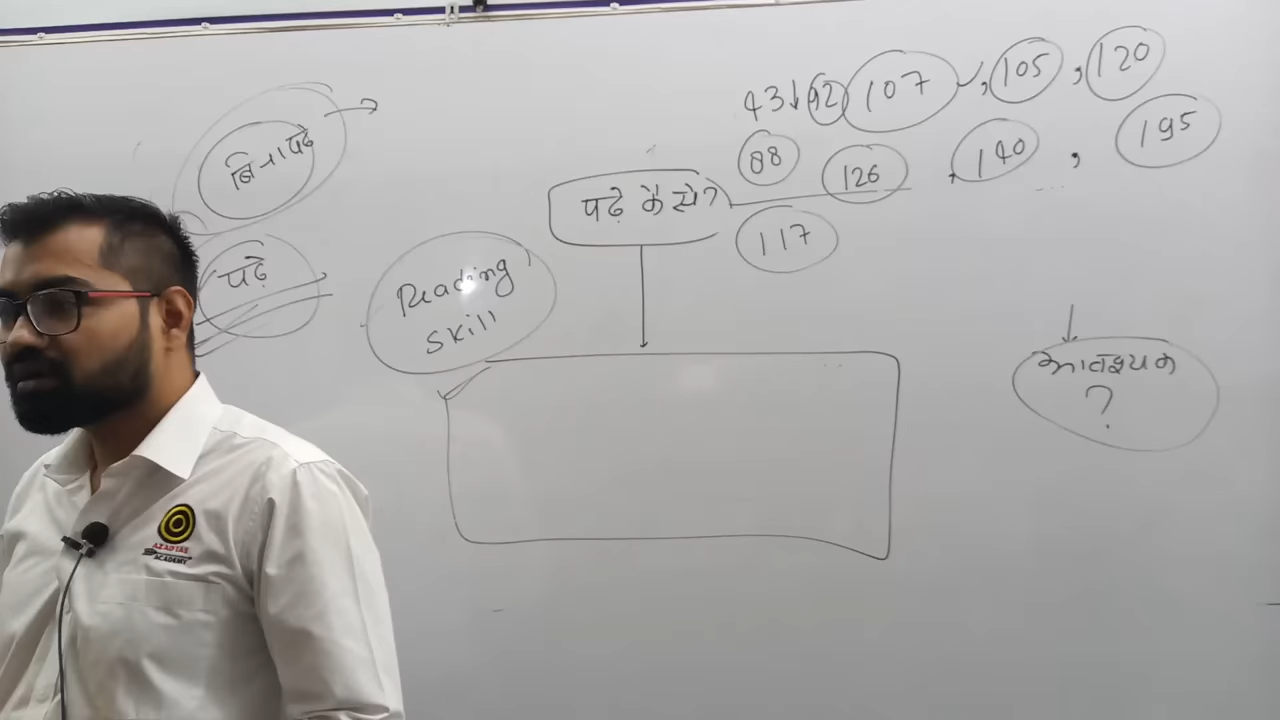 बिना पढ़े
पढ़े
43↓ 92 107 , 105 , 120
88 126 , 140 , 195
पढ़े कैसे?
117
Reading
skill
आवश्यक
?
AZAD IAS
ACADEMY